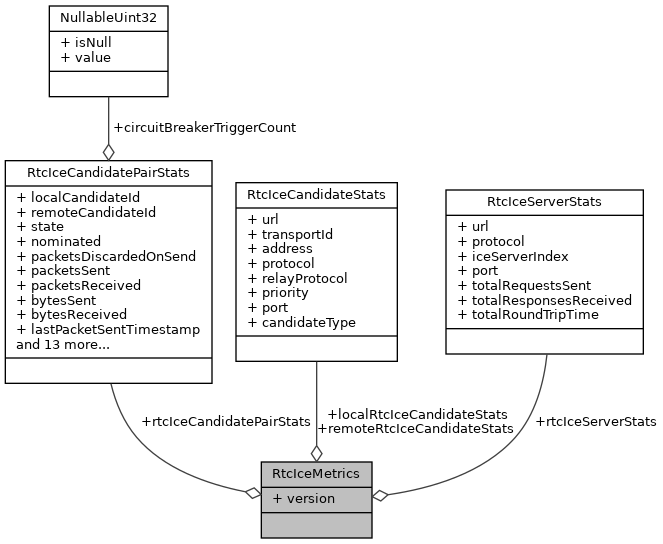 NullableUint32
+ isNull
+ value
+circuitBreakerTriggerCount
RtcIceCandidatePairStats
+ localCandidateId
+ remoteCandidateId
+ state
+ nominated
+ packetsDiscardedOnSend
+ packetsSent
+ packetsReceived
+ bytesSent
+ bytesReceived
+ lastPacketSentTimestamp
and 13 more...
RtcIceCandidateStats
+ url
+ transportId
+ address
+ protocol
+ relayProtocol
+ priority
+ port
+ candidateType
RtcIceServerStats
+ url
+ protocol
+ iceServerIndex
+ port
+ totalRequestsSent
+ totalResponsesReceived
+ totalRoundTripTime
+rtcIceCandidatePairStats
+localRtcIceCandidateStats
+remoteRtcIceCandidateStats
+rtcIceServerStats
RtcIceMetrics
+ version